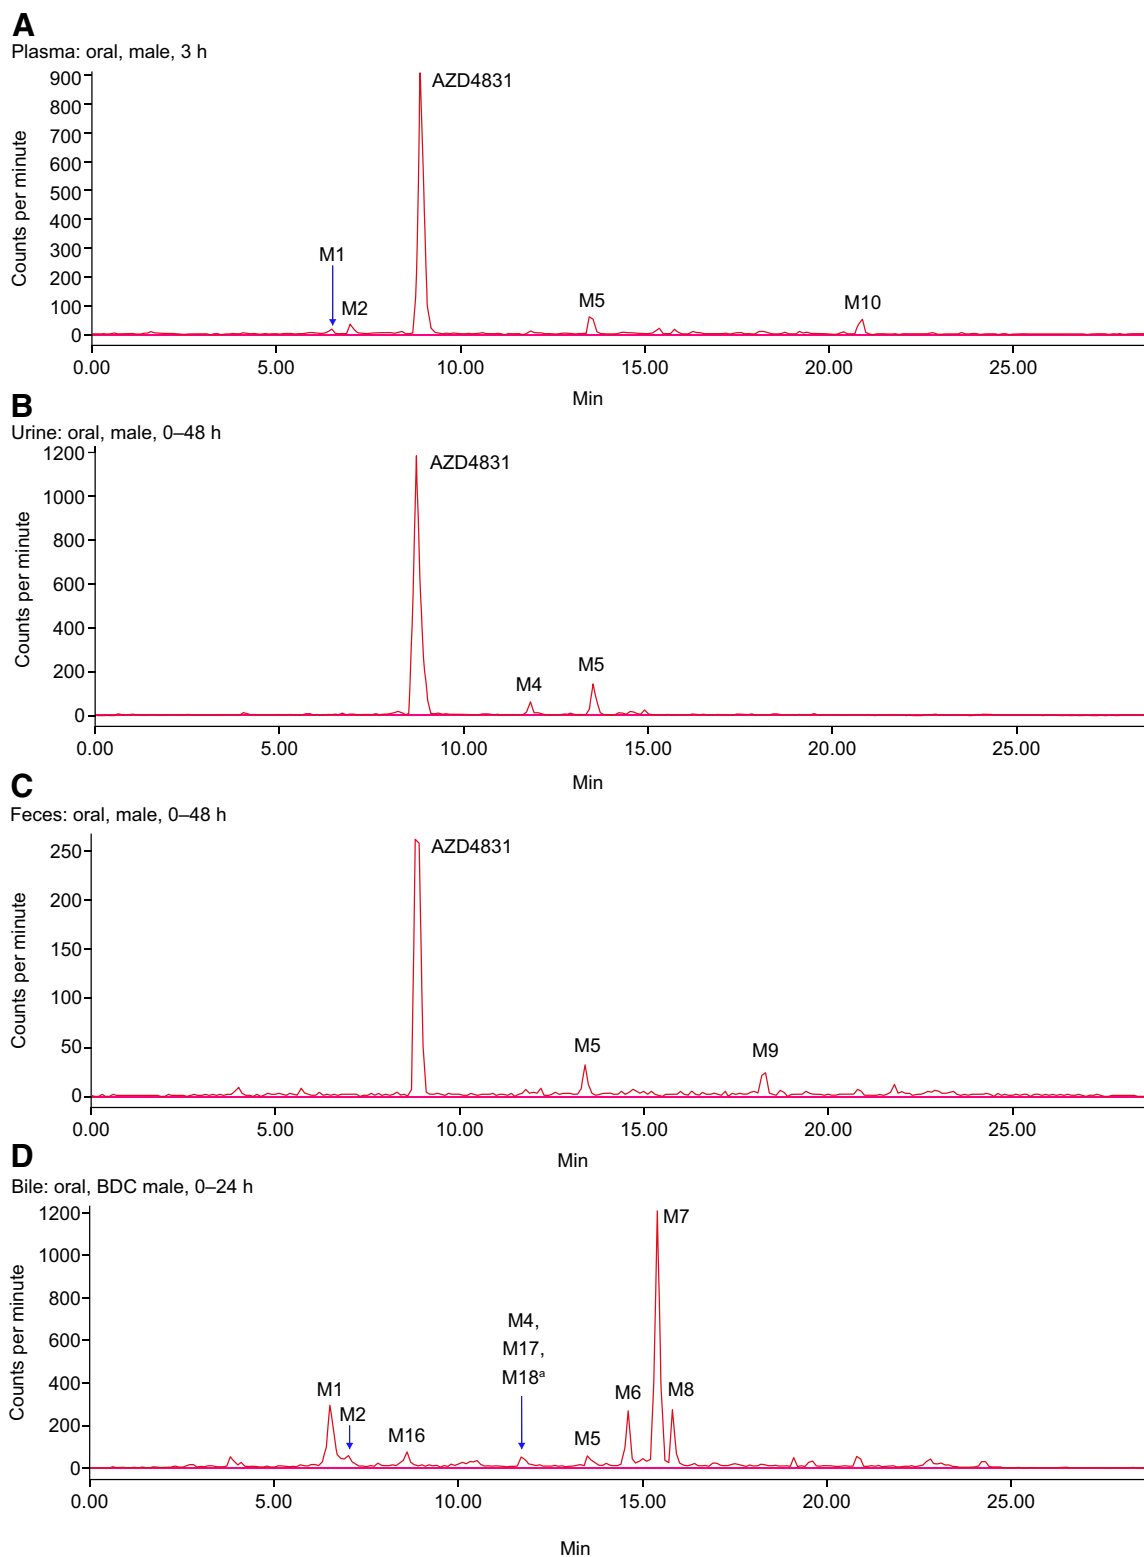 A
Plasma: oral, male, 3 h
900
800
700
600
500
400
300
200
100
0
Counts per minute
AZD4831
M1
M2
M5
M10
0.00 5.00 10.00 15.00 20.00 25.00
Min
B
Urine: oral, male, 0–48 h
1200
1000
800
600
400
200
0
Counts per minute
AZD4831
M4
M5
0.00 5.00 10.00 15.00 20.00 25.00
Min
C
Feces: oral, male, 0–48 h
250
200
150
100
50
0
Counts per minute
AZD4831
M5
M9
0.00 5.00 10.00 15.00 20.00 25.00
Min
D
Bile: oral, BDC male, 0–24 h
1200
1000
800
600
400
200
0
Counts per minute
M1
M2
M16
M4,
M17,
M18ᵃ
M5
M6
M7
M8
0.00 5.00 10.00 15.00 20.00 25.00
Min